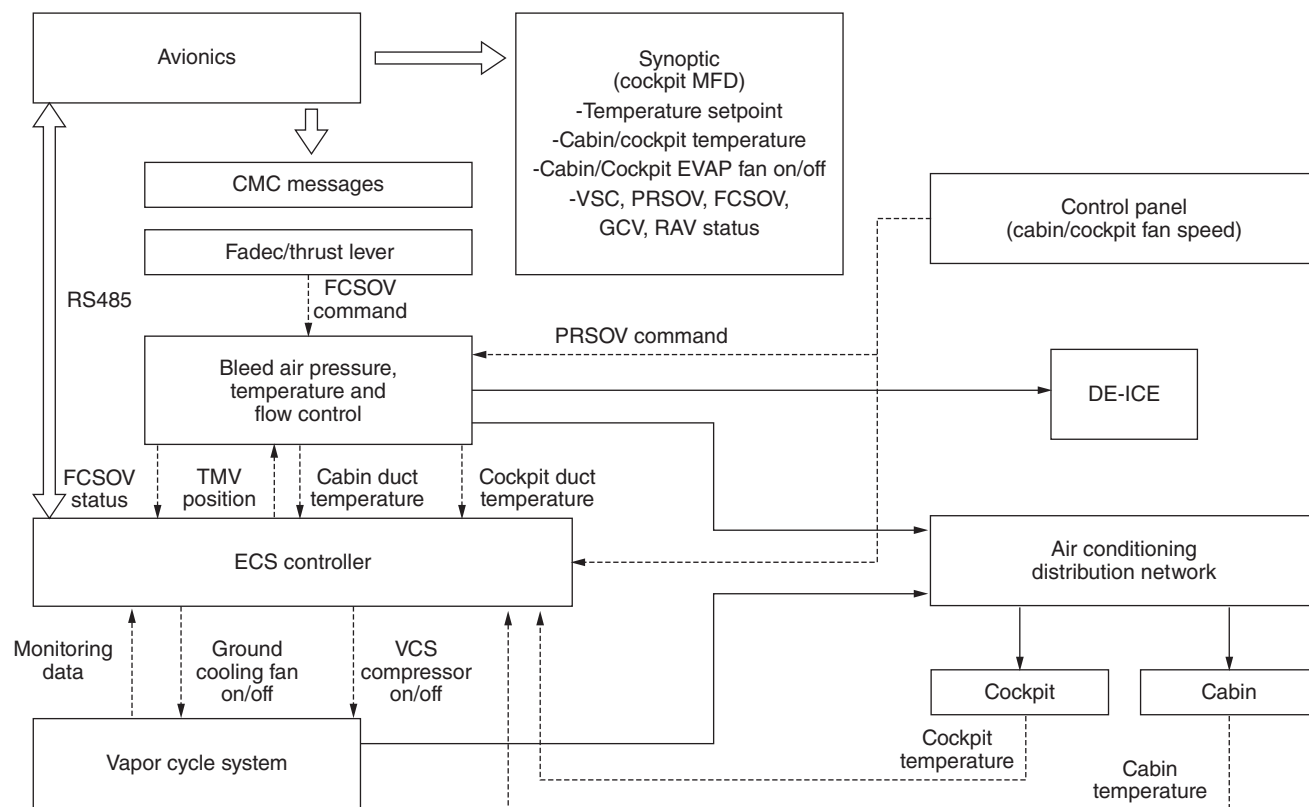 Avionics
Synoptic
(cockpit MFD)
-Temperature setpoint
-Cabin/cockpit temperature
-Cabin/Cockpit EVAP fan on/off
-VSC, PRSOV, FCSOV,
GCV, RAV status
CMC messages
Control panel
(cabin/cockpit fan speed)
Fadec/thrust lever
RS485
FCSOV
command
PRSOV command
Bleed air pressure,
temperature and
flow control
DE-ICE
FCSOV
status
TMV
position
Cabin duct
temperature
Cockpit duct
temperature
ECS controller
Air conditioning
distribution network
Monitoring
data
Ground
cooling fan
on/off
VCS
compressor
on/off
Cockpit
Cabin
Vapor cycle system
Cockpit
temperature
Cabin
temperature